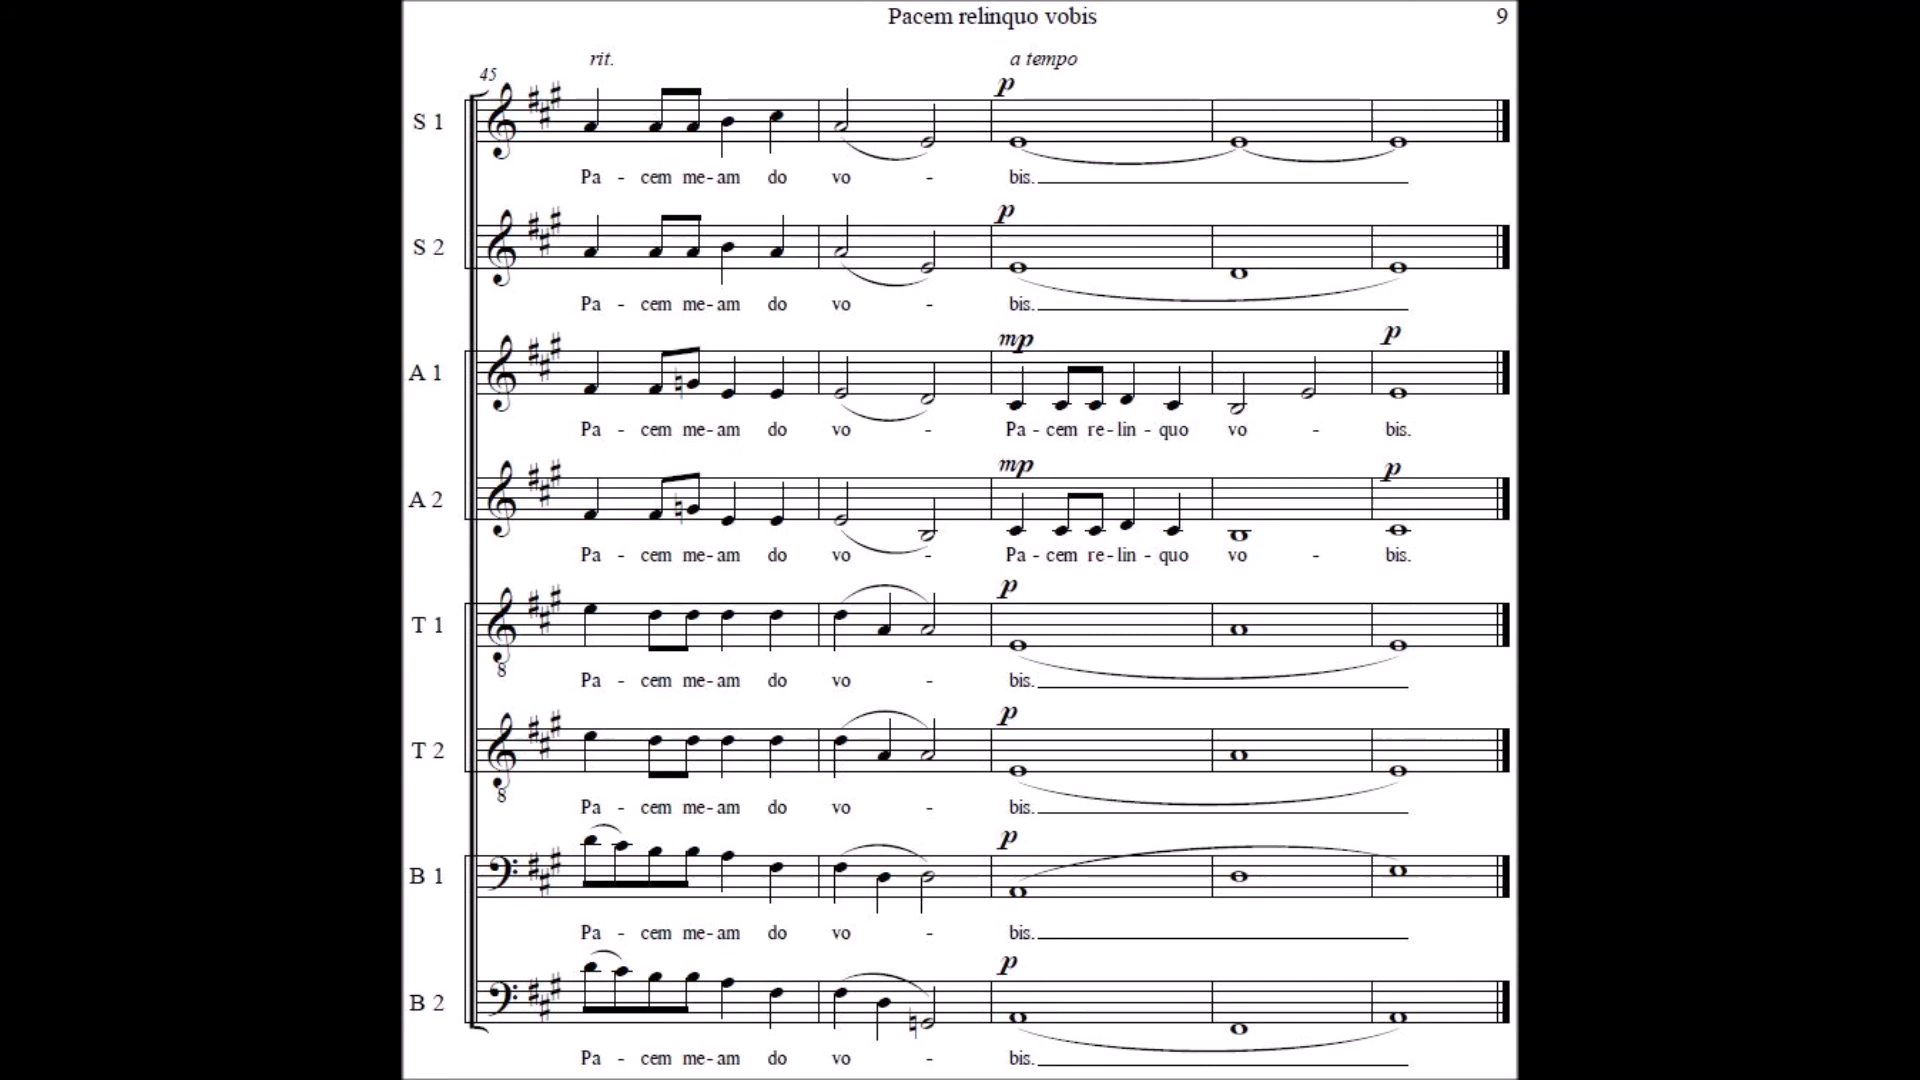 Pacem relinquo vobis 9
rit. a tempo
45
p
S 1
Pa - cem me - am do vo - bis.
p
S 2
Pa - cem me - am do vo - bis.
mp p
A 1
Pa - cem me - am do vo - Pa - cem re - lin - quo vo - bis.
mp p
A 2
Pa - cem me - am do vo - Pa - cem re - lin - quo vo - bis.
p
T 1
8
Pa - cem me - am do vo - bis.
p
T 2
8
Pa - cem me - am do vo - bis.
p
B 1
Pa - cem me - am do vo - bis.
p
B 2
Pa - cem me - am do vo - bis.